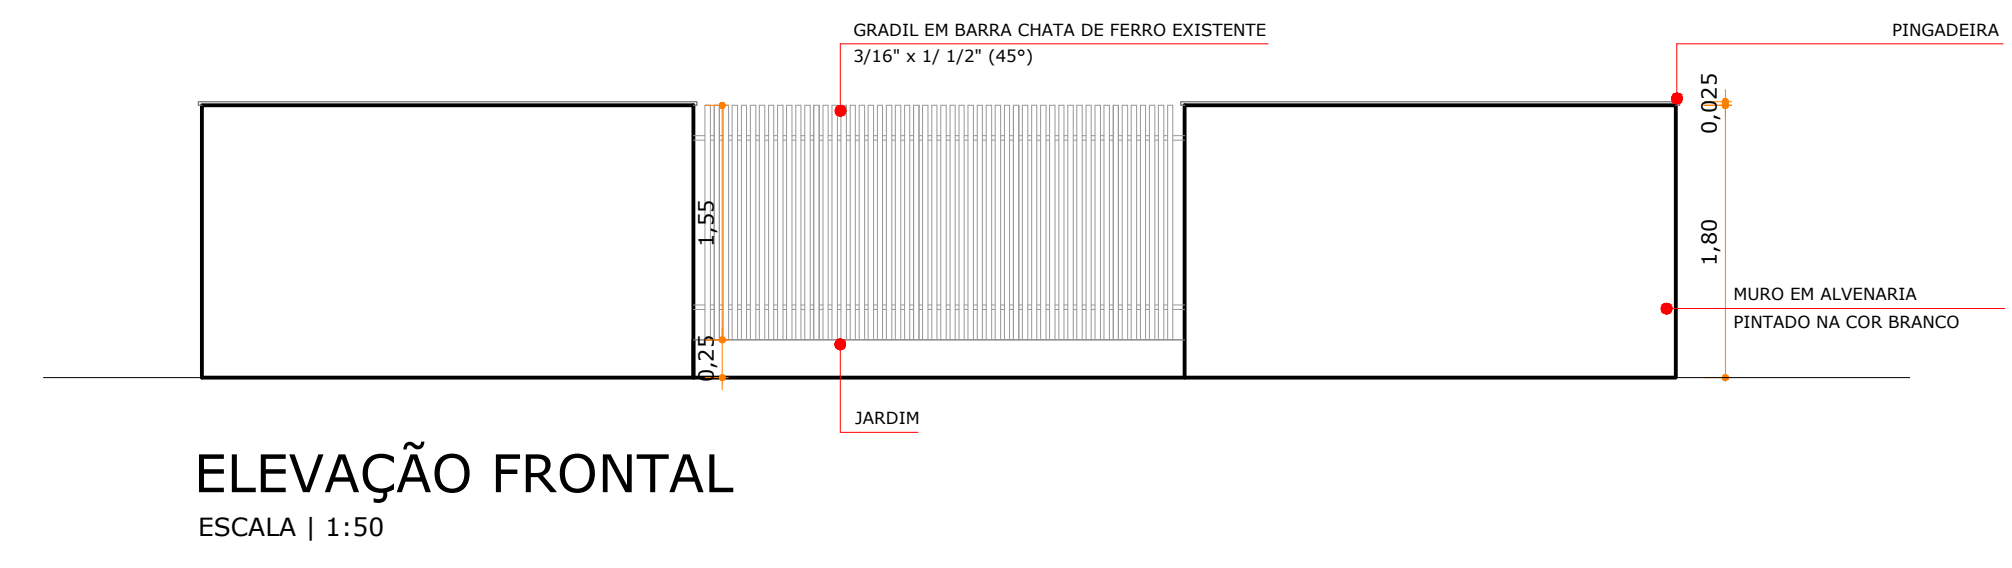 GRADIL EM BARRA CHATA DE FERRO EXISTENTE
3/16" x 1/ 1/2" (45°)
PINGADEIRA
0,025
1,55
1,80
MURO EM ALVENARIA
PINTADO NA COR BRANCO
0,25
JARDIM
ELEVAÇÃO FRONTAL
ESCALA | 1:50